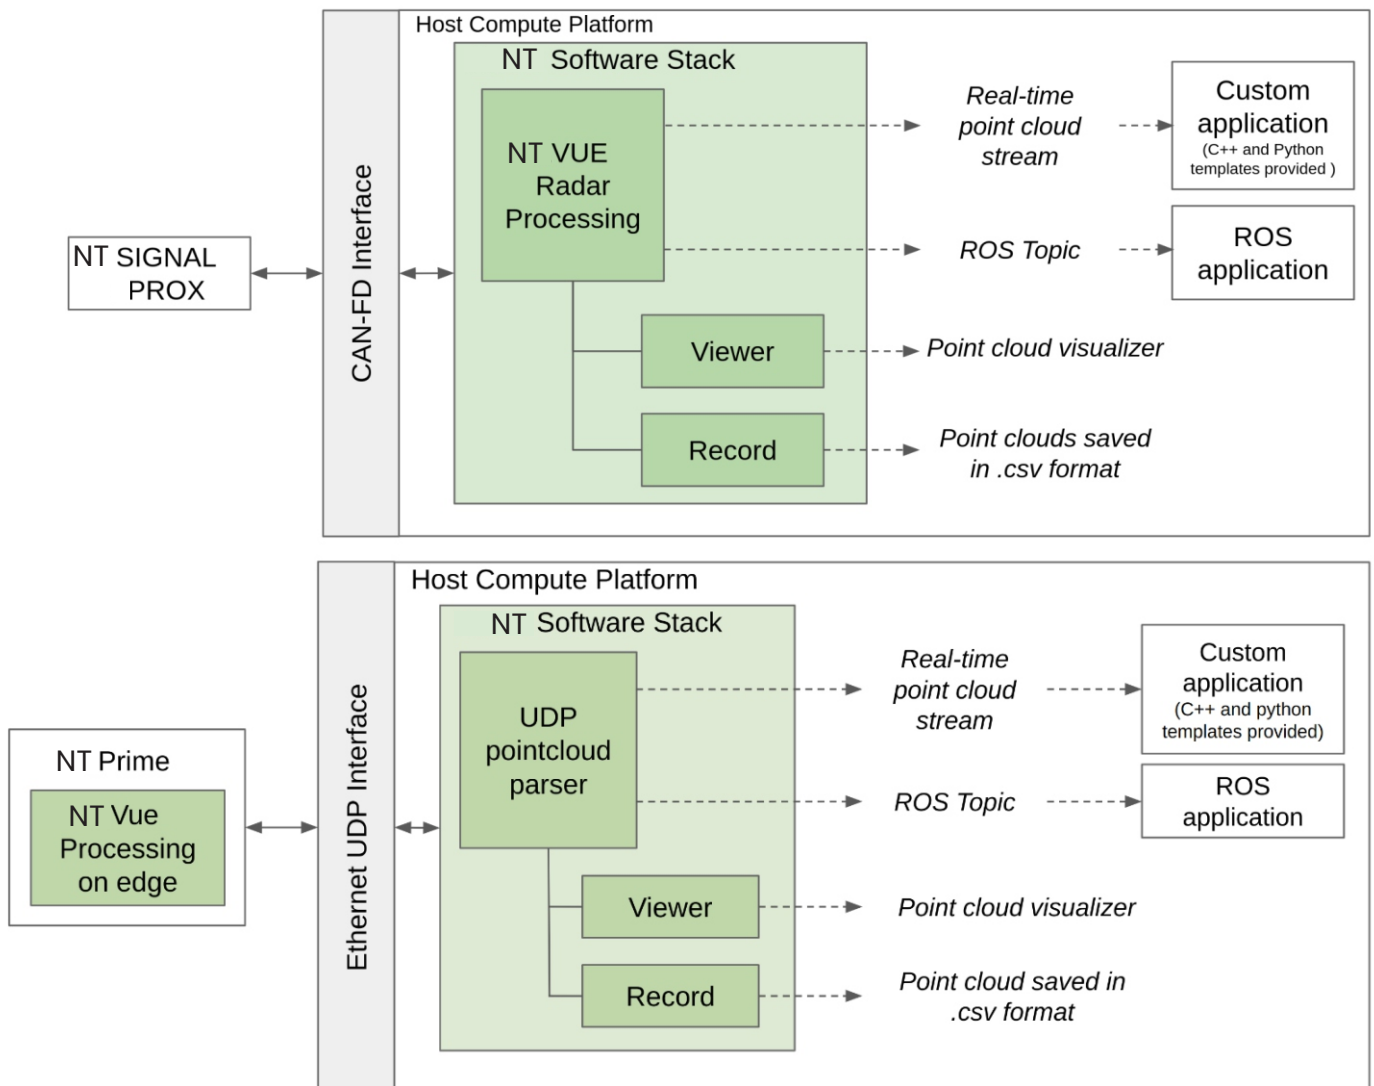 Host Compute Platform
NT Software Stack
NT VUE
Radar
Processing
Real-time
point cloud
stream
Custom
application
(C++ and Python
templates provided )
ROS Topic
ROS
application
NT SIGNAL
PROX
CAN-FD Interface
Viewer
Point cloud visualizer
Record
Point clouds saved
in .csv format
Host Compute Platform
NT Software Stack
UDP
pointcloud
parser
Real-time
point cloud
stream
Custom
application
(C++ and python
templates provided)
ROS Topic
ROS
application
NT Prime
NT Vue
Processing
on edge
Ethernet UDP Interface
Viewer
Point cloud visualizer
Record
Point cloud saved in
.csv format